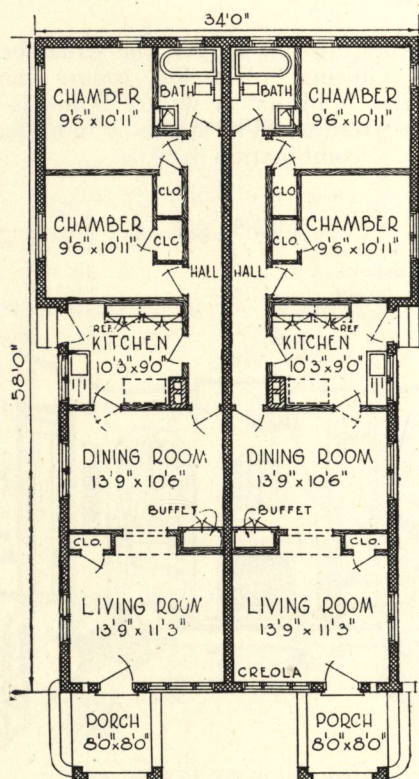 34'0"
BATH BATH
CHAMBER CHAMBER
9'6"x10'11" 9'6"x10'11"
CLO CLO
CHAMBER CHAMBER
9'6"x10'11" 9'6"x10'11"
CLO CLO.
HALL HALL
REF. REF.
KITCHEN KITCHEN
10'3"x9'0" 10'3"x9'0"
58'0"
DINING ROOM DINING ROOM
13'9"x10'6" 13'9"x10'6"
BUFFET BUFFET
CLO. CLO.
LIVING ROOM LIVING ROOM
13'9"x11'3" 13'9"x11'3"
CREOLA
PORCH PORCH
8'0"x8'0" 8'0"x8'0"